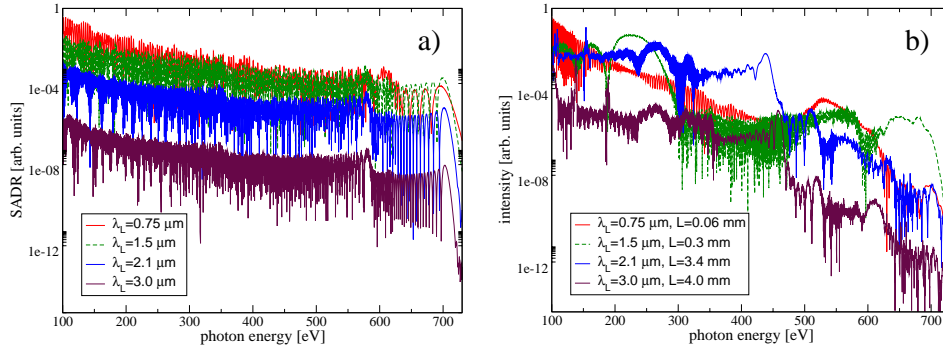 a)
1
1e-04
1e-08
1e-12
SADR [arb. units]
λL=0.75 μm
λL=1.5 μm
λL=2.1 μm
λL=3.0 μm
100 200 300 400 500 600 700
photon energy [eV]
b)
1
1e-04
1e-08
1e-12
intensity [arb. units]
λL=0.75 μm, L=0.06 mm
λL=1.5 μm, L=0.3 mm
λL=2.1 μm, L=3.4 mm
λL=3.0 μm, L=4.0 mm
100 200 300 400 500 600 700
photon energy [eV]